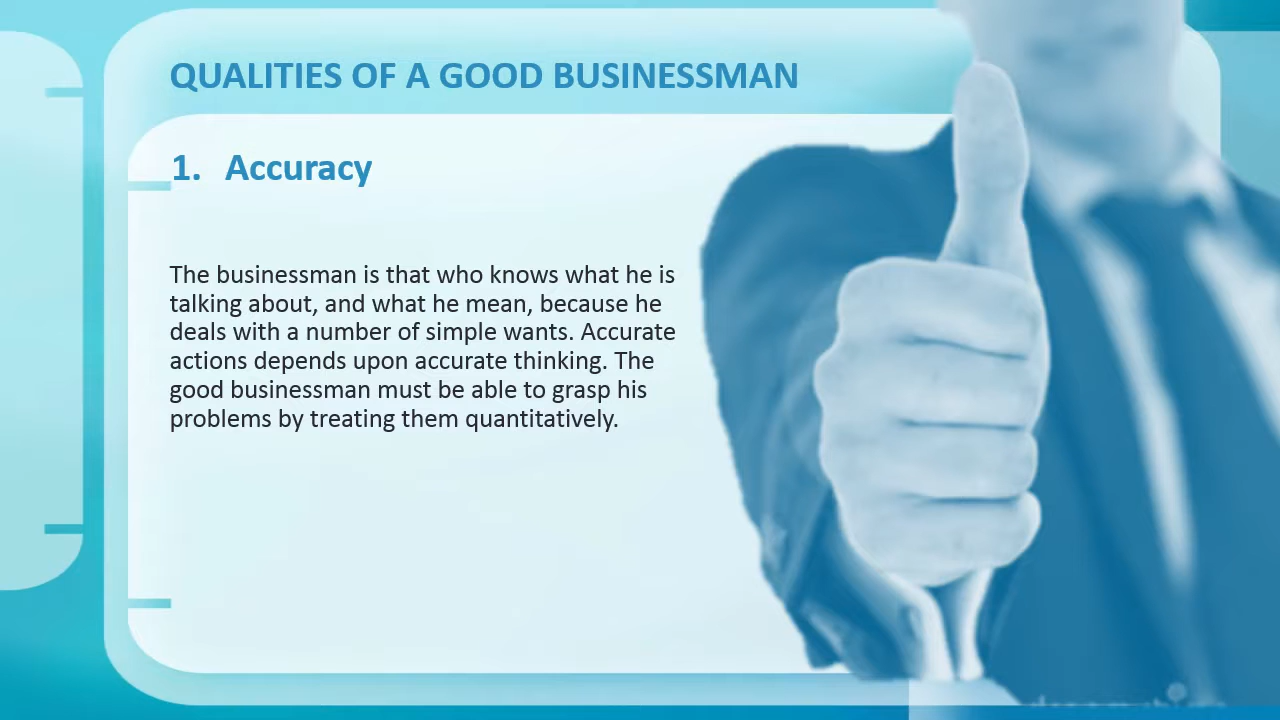 QUALITIES OF A GOOD BUSINESSMAN
1. Accuracy
The businessman is that who knows what he is
talking about, and what he mean, because he
deals with a number of simple wants. Accurate
actions depends upon accurate thinking. The
good businessman must be able to grasp his
problems by treating them quantitatively.